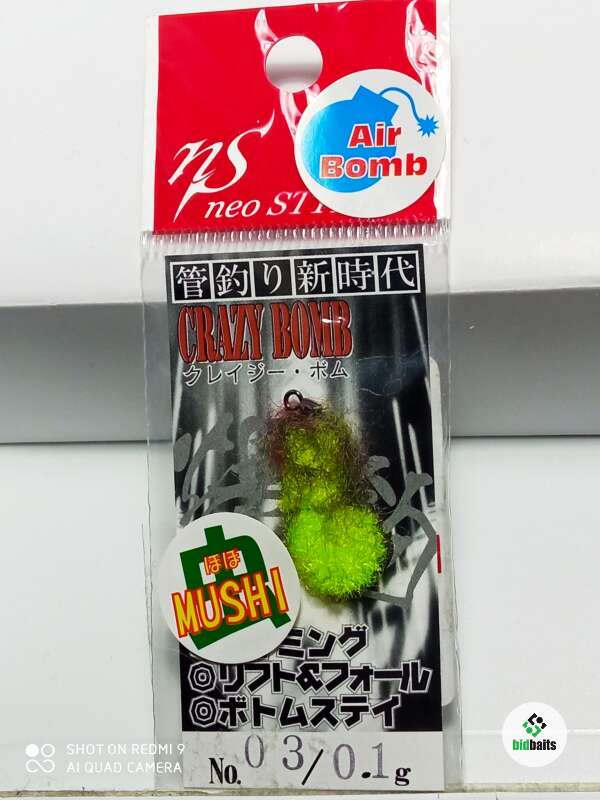 Air
Bomb
ns
neo ST
管釣り新時代
CRAZY BOMB
クレイジー・ボム
ほぼ
虫
MUSHI
ミング
◎リフト&フォール
◎ボトムステイ
No. 03/0.1g
SHOT ON REDMI 9
AI QUAD CAMERA
bidbaits